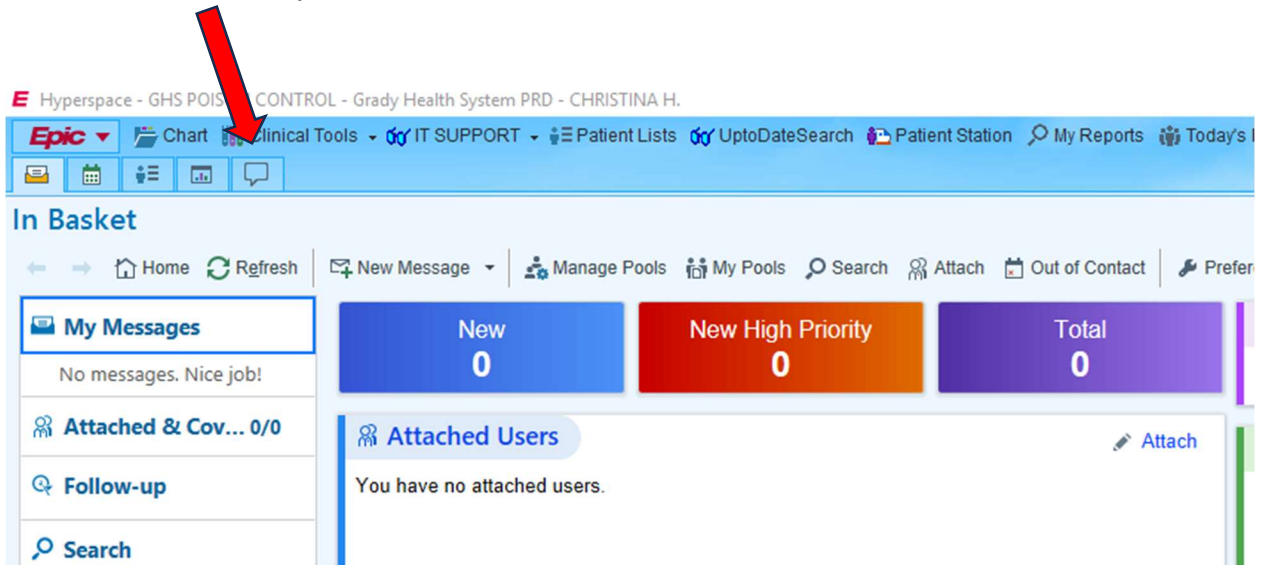 E Hyperspace - GHS POIS CONTROL - Grady Health System PRD - CHRISTINA H.
Epic Chart Clinical Tools IT SUPPORT Patient Lists UptoDateSearch Patient Station My Reports Today's
In Basket
Home Refresh New Message Manage Pools My Pools Search Attach Out of Contact Prefer
My Messages
No messages. Nice job!
Attached & Cov... 0/0
Follow-up
Search
New
0
New High Priority
0
Total
0
Attached Users
Attach
You have no attached users.